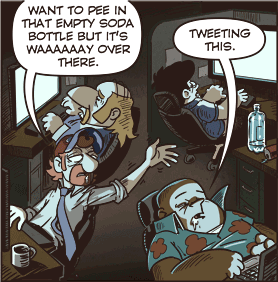 WANT TO PEE IN
THAT EMPTY SODA
BOTTLE BUT IT'S
WAAAAAAY OVER
THERE.
TWEETING
THIS.